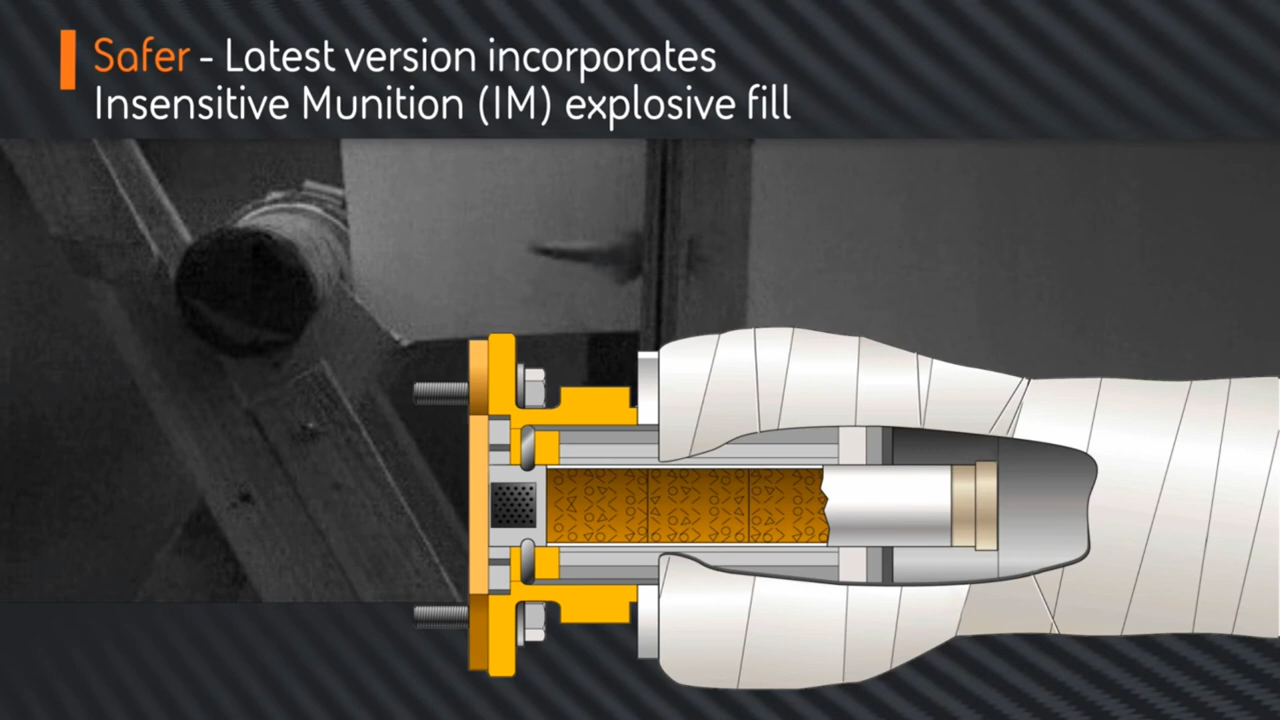 Safer - Latest version incorporates
Insensitive Munition (IM) explosive fill